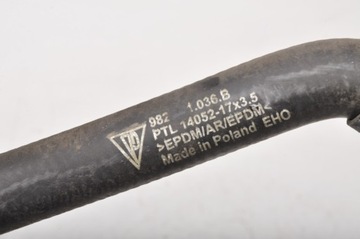 982 1.036.B
PTL 14052-17x3.5
>EPDM/AR/EPDM<
Made in Poland EHO